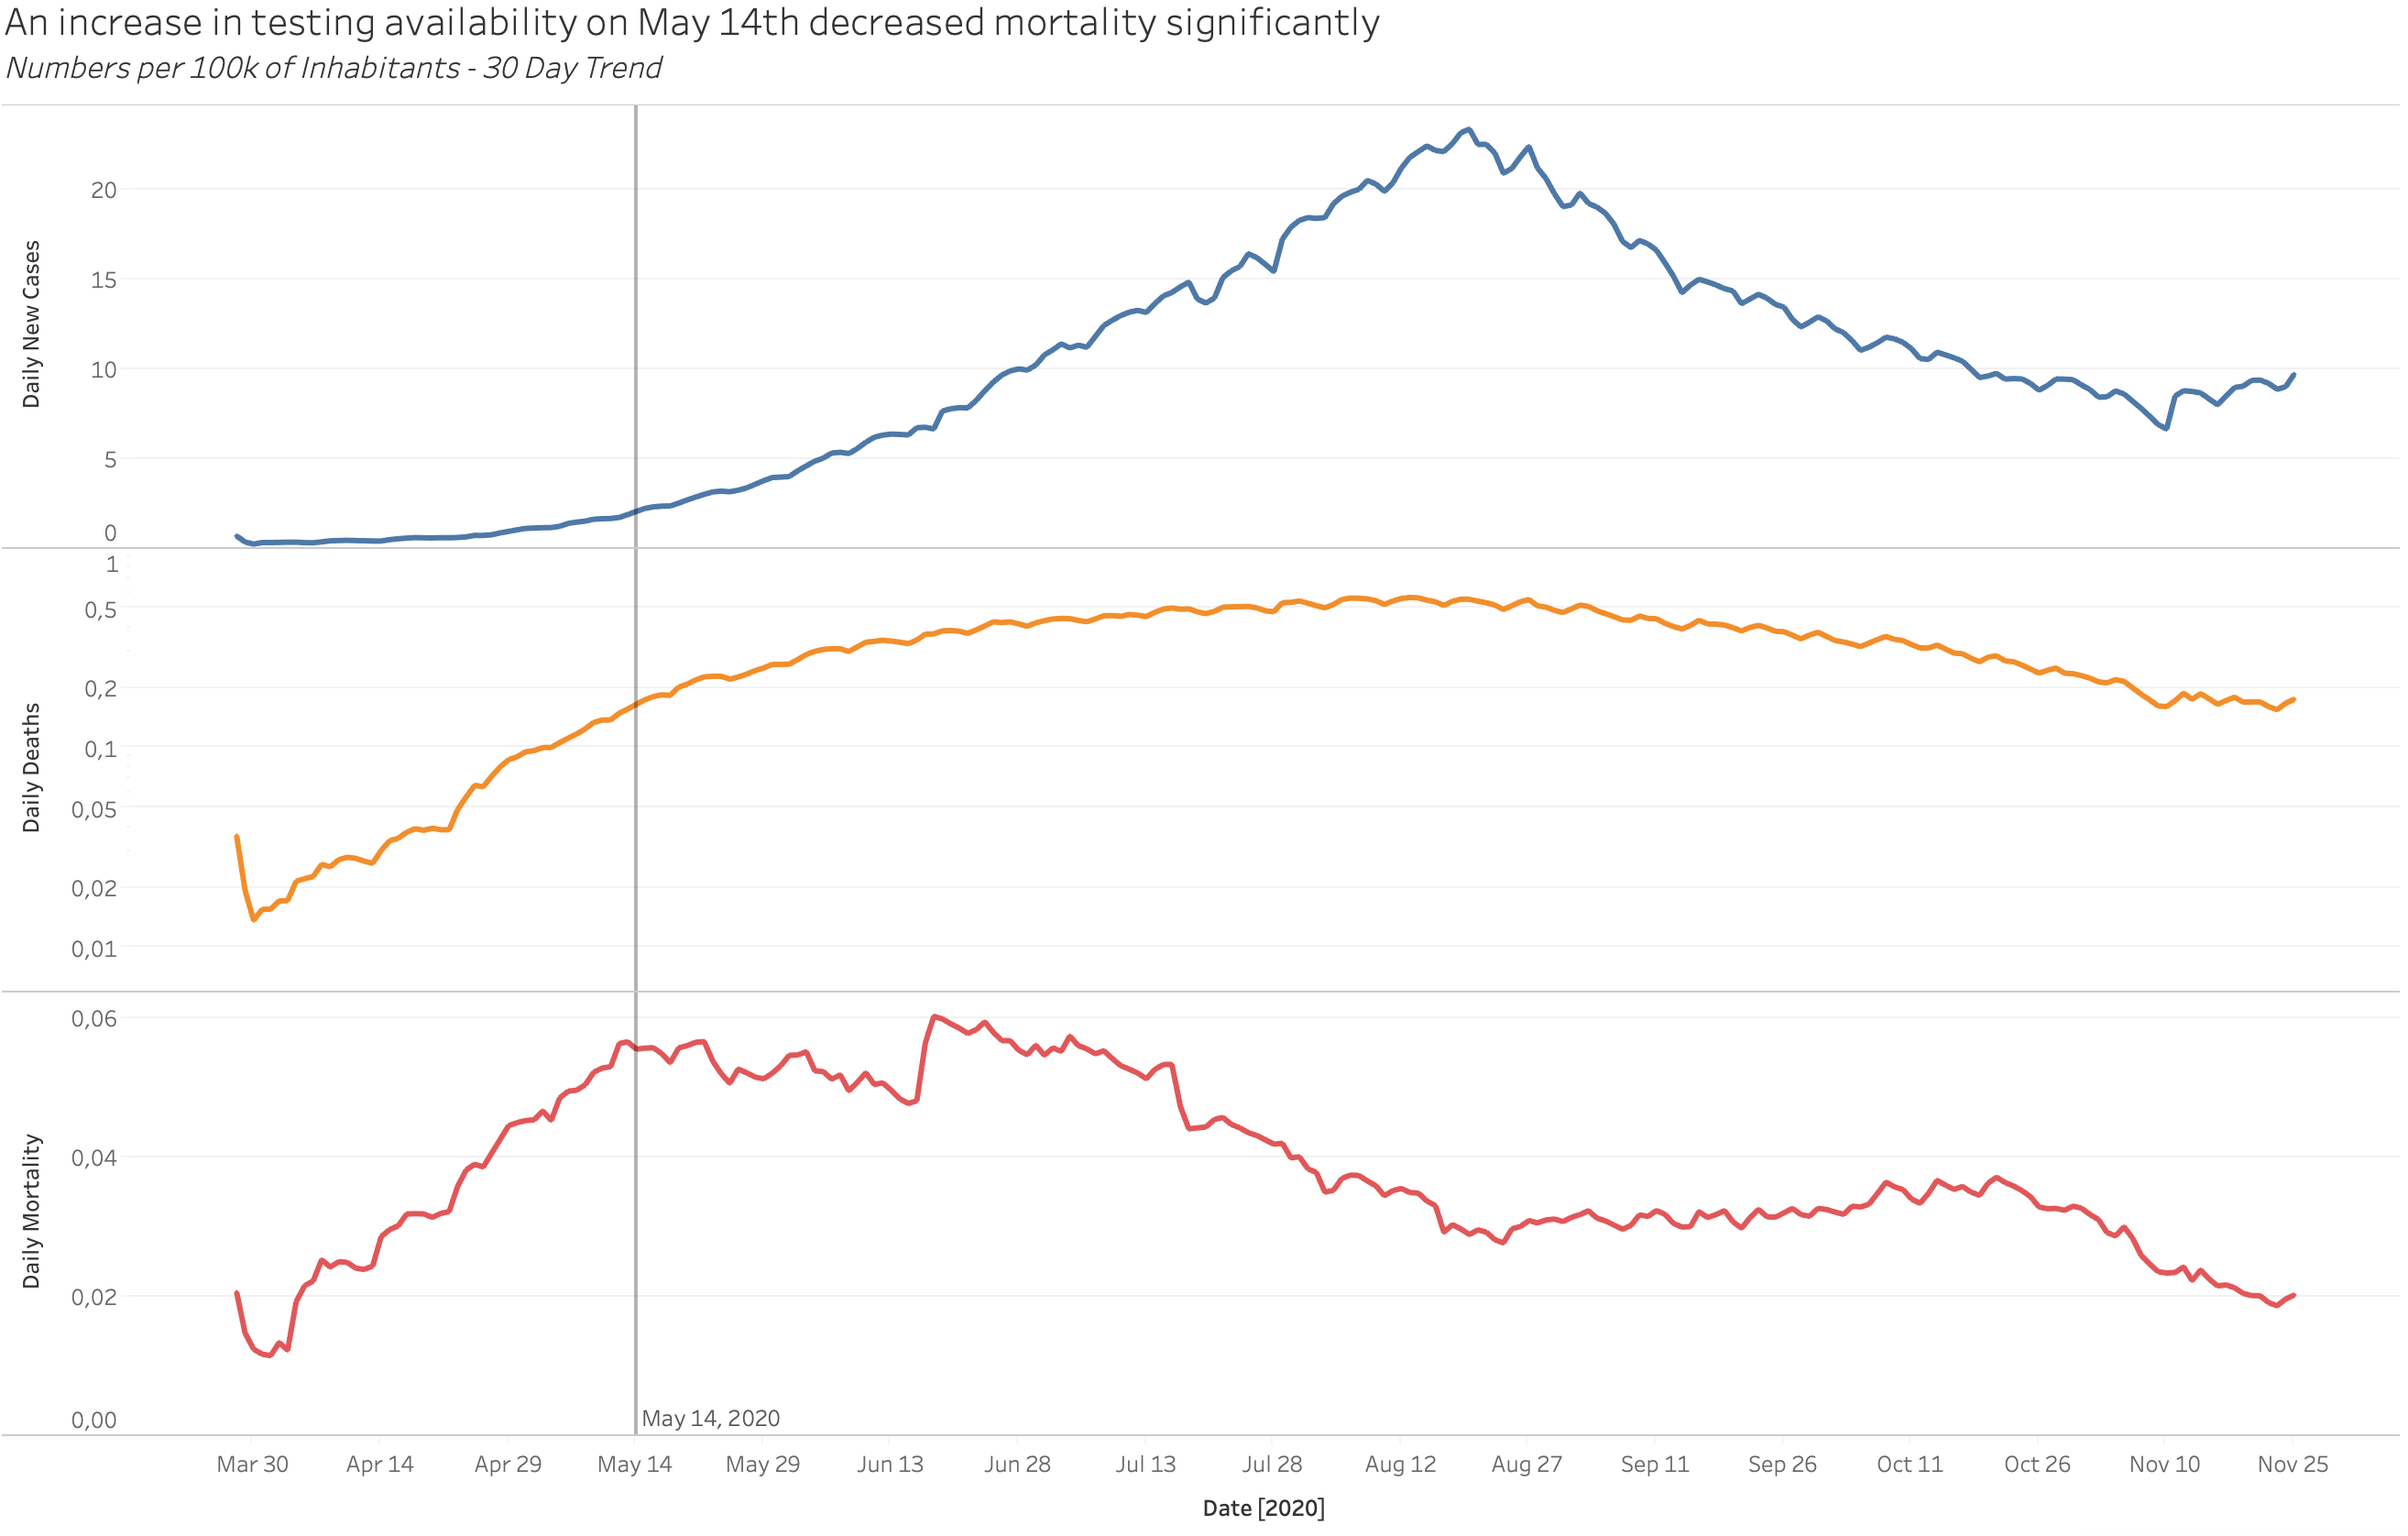 An increase in testing availability on May 14th decreased mortality significantly
Numbers per 100k of Inhabitants - 30 Day Trend
Daily New Cases
20
15
10
5
0
Daily Deaths
1
0,5
0,2
0,1
0,05
0,02
0,01
Daily Mortality
0,06
0,04
0,02
0,00
May 14, 2020
Mar 30 Apr 14 Apr 29 May 14 May 29 Jun 13 Jun 28 Jul 13 Jul 28 Aug 12 Aug 27 Sep 11 Sep 26 Oct 11 Oct 26 Nov 10 Nov 25
Date [2020]